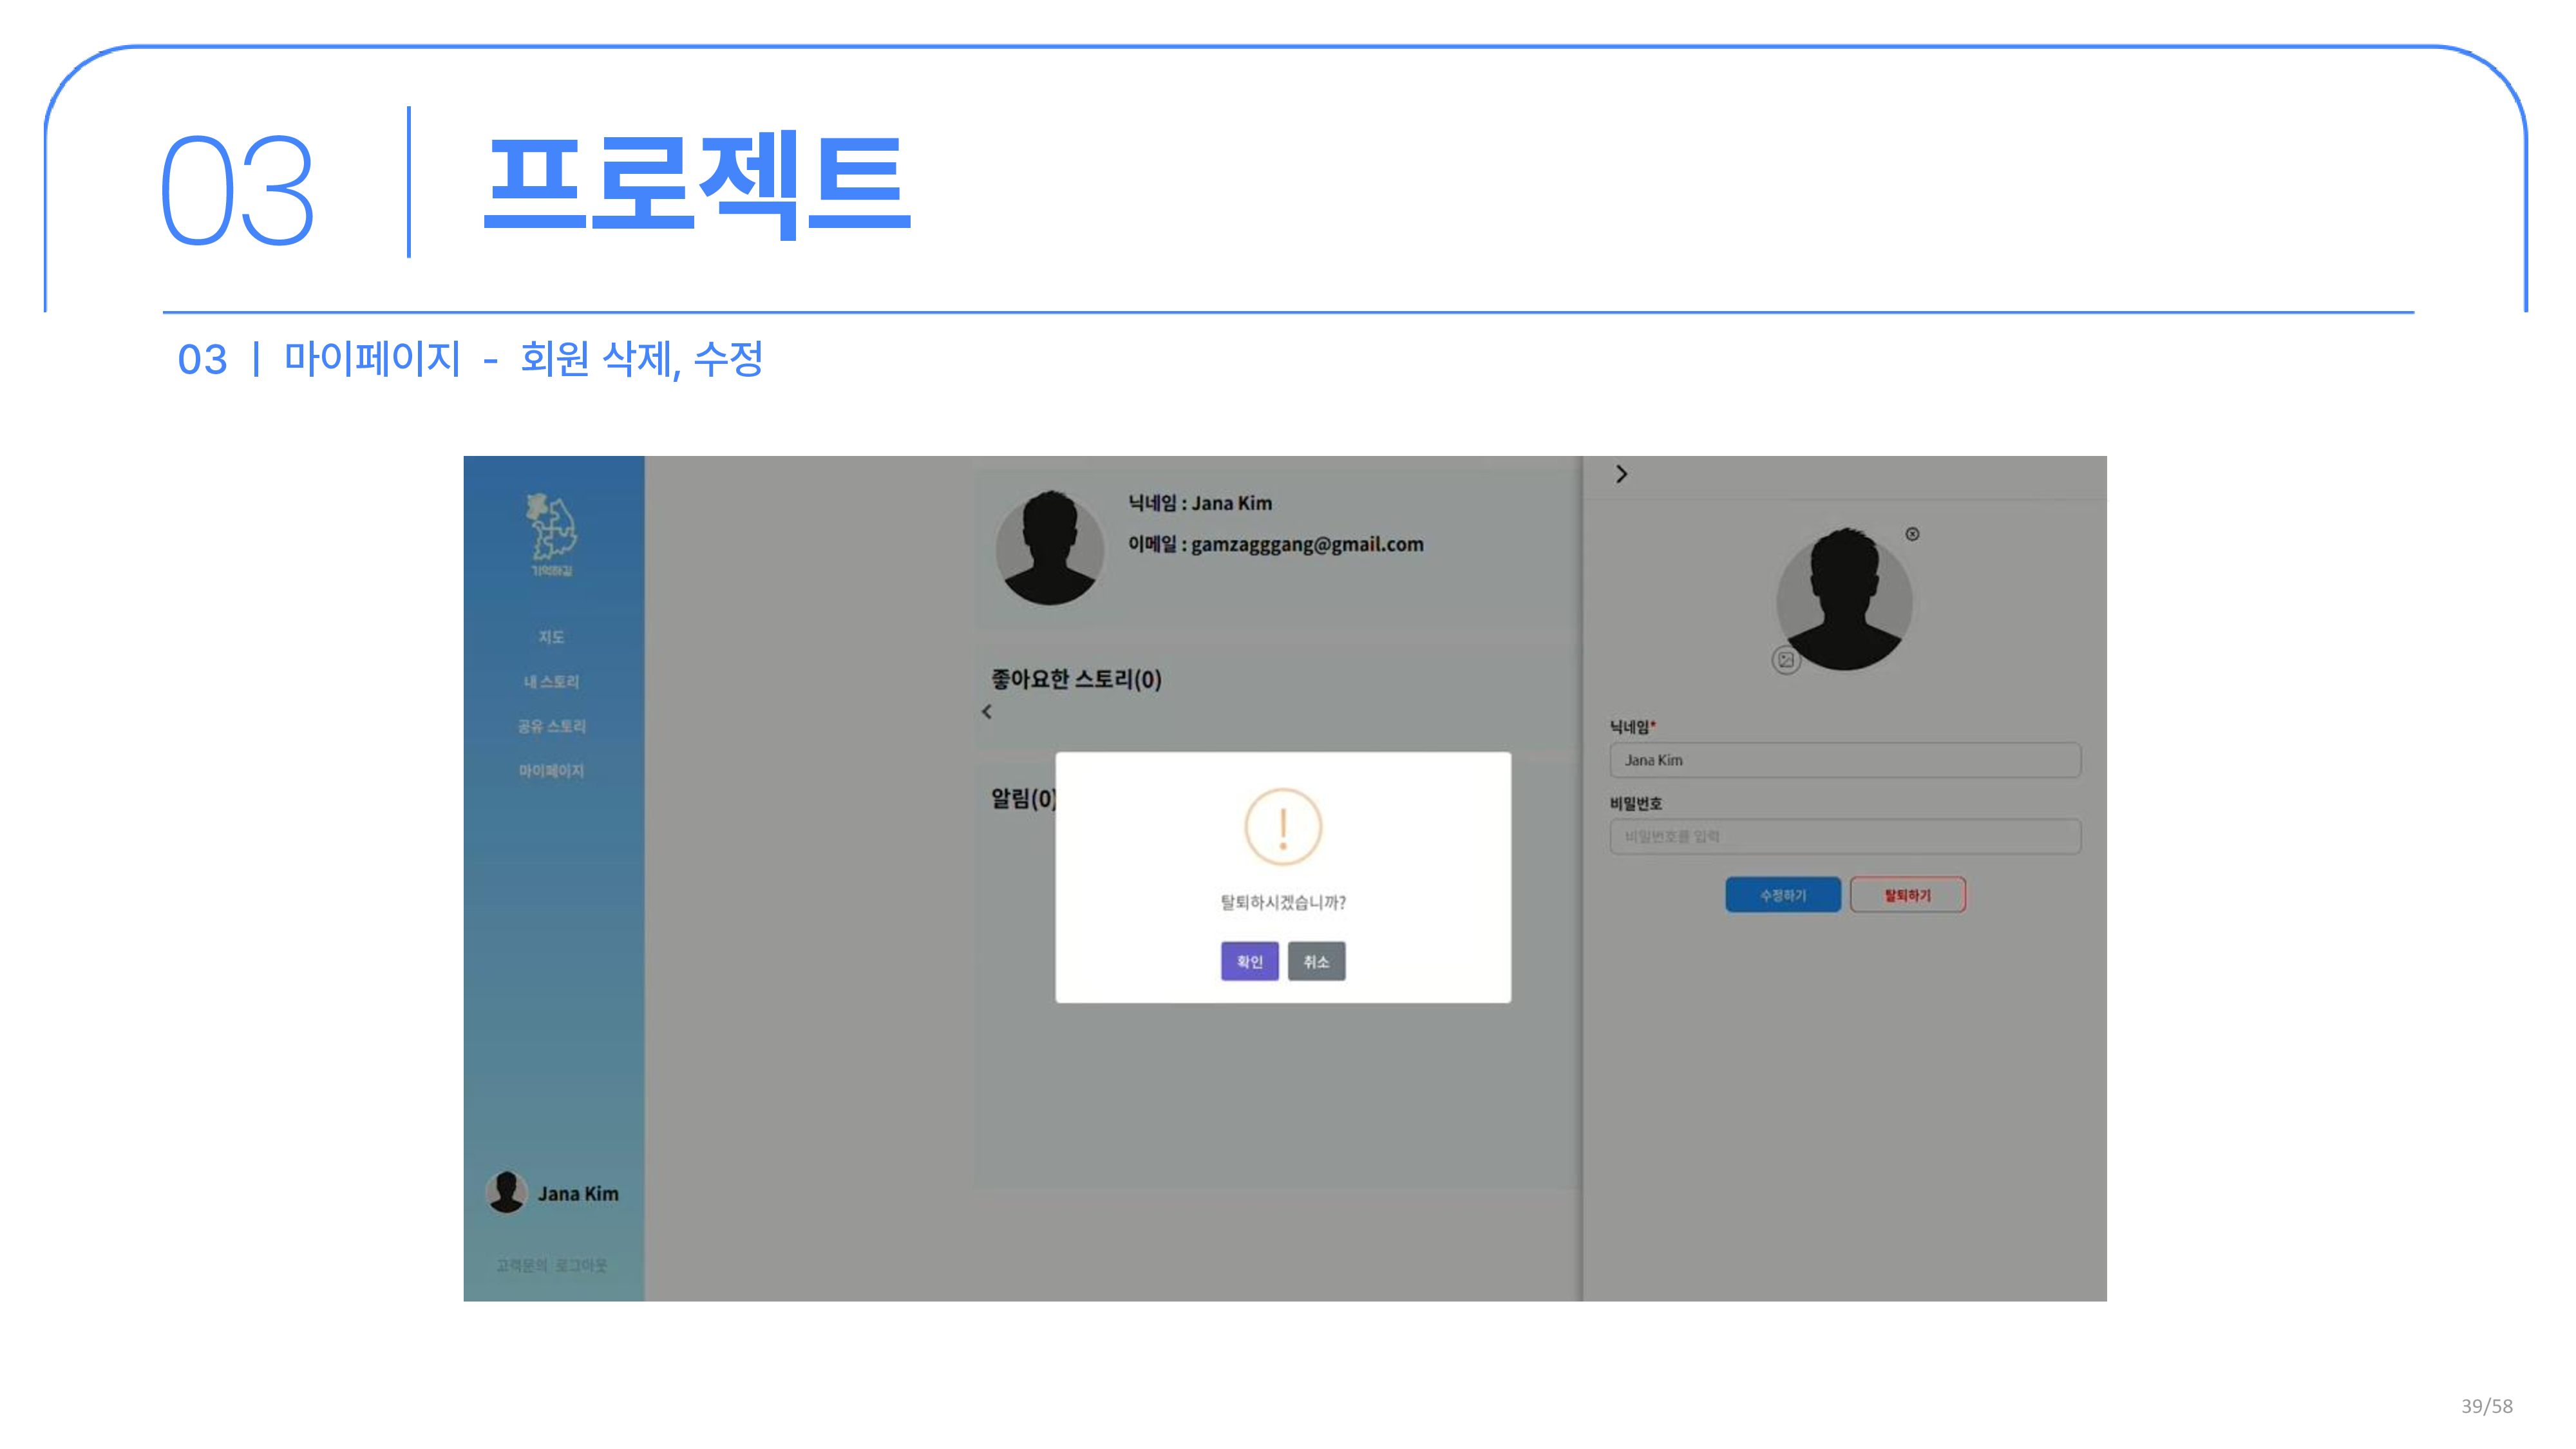 03 | 프로젝트
03 | 마이페이지 - 회원 삭제, 수정
기억하길
지도
내 스토리
공유 스토리
마이페이지
Jana Kim
고객문의 로그아웃
닉네임 : Jana Kim
이메일 : gamzagggang@gmail.com
좋아요한 스토리(0)
알림(0)
탈퇴하시겠습니까?
확인 취소
닉네임*
Jana Kim
비밀번호
비밀번호를 입력
수정하기 탈퇴하기
39/58